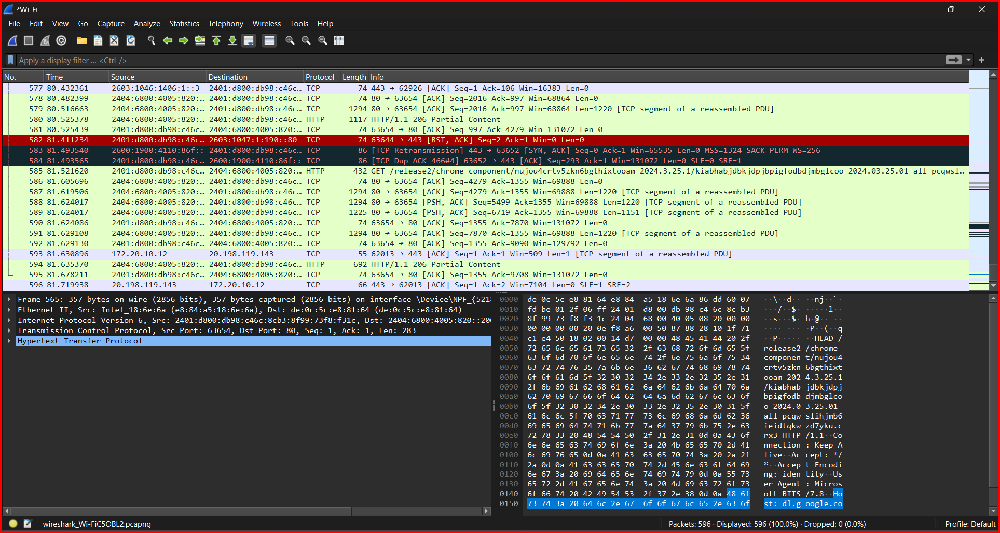 *Wi-Fi
File Edit View Go Capture Analyze Statistics Telephony Wireless Tools Help
Apply a display filter ... <Ctrl-/>
No. Time Source Destination Protocol Length Info
577 80.432361 2603:1046:1406:1::3 2401:d800:db98:c46c… TCP 74 443 → 62926 [ACK] Seq=1 Ack=106 Win=16383 Len=0
578 80.482399 2404:6800:4005:820:… 2401:d800:db98:c46c… TCP 74 80 → 63654 [ACK] Seq=2016 Ack=997 Win=68864 Len=0
579 80.516663 2404:6800:4005:820:… 2401:d800:db98:c46c… TCP 1294 80 → 63654 [ACK] Seq=2016 Ack=997 Win=68864 Len=1220 [TCP segment of a reassembled PDU]
580 80.525378 2404:6800:4005:820:… 2401:d800:db98:c46c… HTTP 1117 HTTP/1.1 206 Partial Content
581 80.525439 2401:d800:db98:c46c… 2404:6800:4005:820:… TCP 74 63654 → 80 [ACK] Seq=997 Ack=4279 Win=131072 Len=0
582 81.411234 2401:d800:db98:c46c… 2603:1047:1:190::80 TCP 74 63644 → 443 [RST, ACK] Seq=2 Ack=1 Win=0 Len=0
583 81.493540 2600:1900:4110:86f:: 2401:d800:db98:c46c… TCP 86 [TCP Retransmission] 443 → 63652 [SYN, ACK] Seq=0 Ack=1 Win=65535 Len=0 MSS=1324 SACK_PERM WS=256
584 81.493565 2401:d800:db98:c46c… 2600:1900:4110:86f:: TCP 86 [TCP Dup ACK 466#4] 63652 → 443 [ACK] Seq=293 Ack=1 Win=131072 Len=0 SLE=0 SRE=1
585 81.521620 2401:d800:db98:c46c… 2404:6800:4005:820:… HTTP 432 GET /release2/chrome_component/nujou4crtv5zkn6bgthixtooam_2024.3.25.1/kiabhabjdbkjdpjbpigfodbdjmbglcoo_2024.03.25.01_all_pcqwsl…
586 81.605696 2404:6800:4005:820:… 2401:d800:db98:c46c… TCP 74 80 → 63654 [ACK] Seq=4279 Ack=1355 Win=69888 Len=0
587 81.619506 2404:6800:4005:820:… 2401:d800:db98:c46c… TCP 1294 80 → 63654 [ACK] Seq=4279 Ack=1355 Win=69888 Len=1220 [TCP segment of a reassembled PDU]
588 81.624017 2404:6800:4005:820:… 2401:d800:db98:c46c… TCP 1294 80 → 63654 [PSH, ACK] Seq=5499 Ack=1355 Win=69888 Len=1220 [TCP segment of a reassembled PDU]
589 81.624017 2404:6800:4005:820:… 2401:d800:db98:c46c… TCP 1225 80 → 63654 [PSH, ACK] Seq=6719 Ack=1355 Win=69888 Len=1151 [TCP segment of a reassembled PDU]
590 81.624086 2401:d800:db98:c46c… 2404:6800:4005:820:… TCP 74 63654 → 80 [ACK] Seq=1355 Ack=7870 Win=131072 Len=0
591 81.629108 2404:6800:4005:820:… 2401:d800:db98:c46c… TCP 1294 80 → 63654 [ACK] Seq=7870 Ack=1355 Win=69888 Len=1220 [TCP segment of a reassembled PDU]
592 81.629130 2401:d800:db98:c46c… 2404:6800:4005:820:… TCP 74 63654 → 80 [ACK] Seq=1355 Ack=9090 Win=129792 Len=0
593 81.630896 172.20.10.12 20.198.119.143 TCP 55 62013 → 443 [ACK] Seq=1 Ack=1 Win=509 Len=1 [TCP segment of a reassembled PDU]
594 81.635370 2404:6800:4005:820:… 2401:d800:db98:c46c… HTTP 692 HTTP/1.1 206 Partial Content
595 81.678211 2401:d800:db98:c46c… 2404:6800:4005:820:… TCP 74 63654 → 80 [ACK] Seq=1355 Ack=9708 Win=131072 Len=0
596 81.719938 20.198.119.143 172.20.10.12 TCP 66 443 → 62013 [ACK] Seq=1 Ack=2 Win=7104 Len=0 SLE=1 SRE=2
Frame 565: 357 bytes on wire (2856 bits), 357 bytes captured (2856 bits) on interface \Device\NPF_{521
Ethernet II, Src: Intel_18:6e:6a (e8:84:a5:18:6e:6a), Dst: de:0c:5c:e8:81:64 (de:0c:5c:e8:81:64)
Internet Protocol Version 6, Src: 2401:d800:db98:c46c:8cb3:8f99:73f8:f31c, Dst: 2404:6800:4005:820::200
Transmission Control Protocol, Src Port: 63654, Dst Port: 80, Seq: 1, Ack: 1, Len: 283
Hypertext Transfer Protocol
0000 de 0c 5c e8 81 64 e8 84 a5 18 6e 6a 86 dd 60 07 ··\··d·· ··nj··`·
0010 fd be 01 2f 06 ff 24 01 d8 00 db 98 c4 6c 8c b3 ···/··$· ·····l··
0020 8f 99 73 f8 f3 1c 24 04 68 00 40 05 08 20 00 00 ··s···$· h·@·· ··
0030 00 00 00 00 20 0e f8 a6 00 50 87 88 28 10 1f 71 ···· ··· ·P··(··q
0040 c1 e4 50 18 02 00 14 d7 00 00 48 45 41 44 20 2f ··P····· ··HEAD /
0050 72 65 6c 65 61 73 65 32 2f 63 68 72 6f 6d 65 5f release2 /chrome_
0060 63 6f 6d 70 6f 6e 65 6e 74 2f 6e 75 6a 6f 75 34 componen t/nujou4
0070 63 72 74 76 35 7a 6b 6e 36 62 67 74 68 69 78 74 crtv5zkn 6bgthixt
0080 6f 6f 61 6d 5f 32 30 32 34 2e 33 2e 32 35 2e 31 ooam_202 4.3.25.1
0090 2f 6b 69 61 62 68 61 62 6a 64 62 6b 6a 64 70 6a /kiabhab jdbkjdpj
00a0 62 70 69 67 66 6f 64 62 64 6a 6d 62 67 6c 63 6f bpigfodb djmbglco
00b0 6f 5f 32 30 32 34 2e 30 33 2e 32 35 2e 30 31 5f o_2024.0 3.25.01_
00c0 61 6c 6c 5f 70 63 71 77 73 6c 69 68 6a 6d 62 36 all_pcqw slihjmb6
00d0 69 65 69 64 74 71 6b 77 7a 64 37 79 6b 75 2e 63 ieidtqkw zd7yku.c
00e0 72 78 33 20 48 54 54 50 2f 31 2e 31 0d 0a 43 6f rx3 HTTP /1.1··Co
00f0 6e 6e 65 63 74 69 6f 6e 3a 20 4b 65 65 70 2d 41 nnection : Keep-A
0100 6c 69 76 65 0d 0a 41 63 63 65 70 74 3a 20 2a 2f live··Ac cept: */
0110 2a 0d 0a 41 63 63 65 70 74 2d 45 6e 63 6f 64 69 *··Accep t-Encodi
0120 6e 67 3a 20 69 64 65 6e 74 69 74 79 0d 0a 55 73 ng: iden tity··Us
0130 65 72 2d 41 67 65 6e 74 3a 20 4d 69 63 72 6f 73 er-Agent : Micros
0140 6f 66 74 20 42 49 54 53 2f 37 2e 38 0d 0a 48 6f oft BITS /7.8··Ho
0150 73 74 3a 20 64 6c 2e 67 6f 6f 67 6c 65 2e 63 6f st: dl.g oogle.co
wireshark_Wi-FiC5OBL2.pcapng
Packets: 596 · Displayed: 596 (100.0%) · Dropped: 0 (0.0%)
Profile: Default